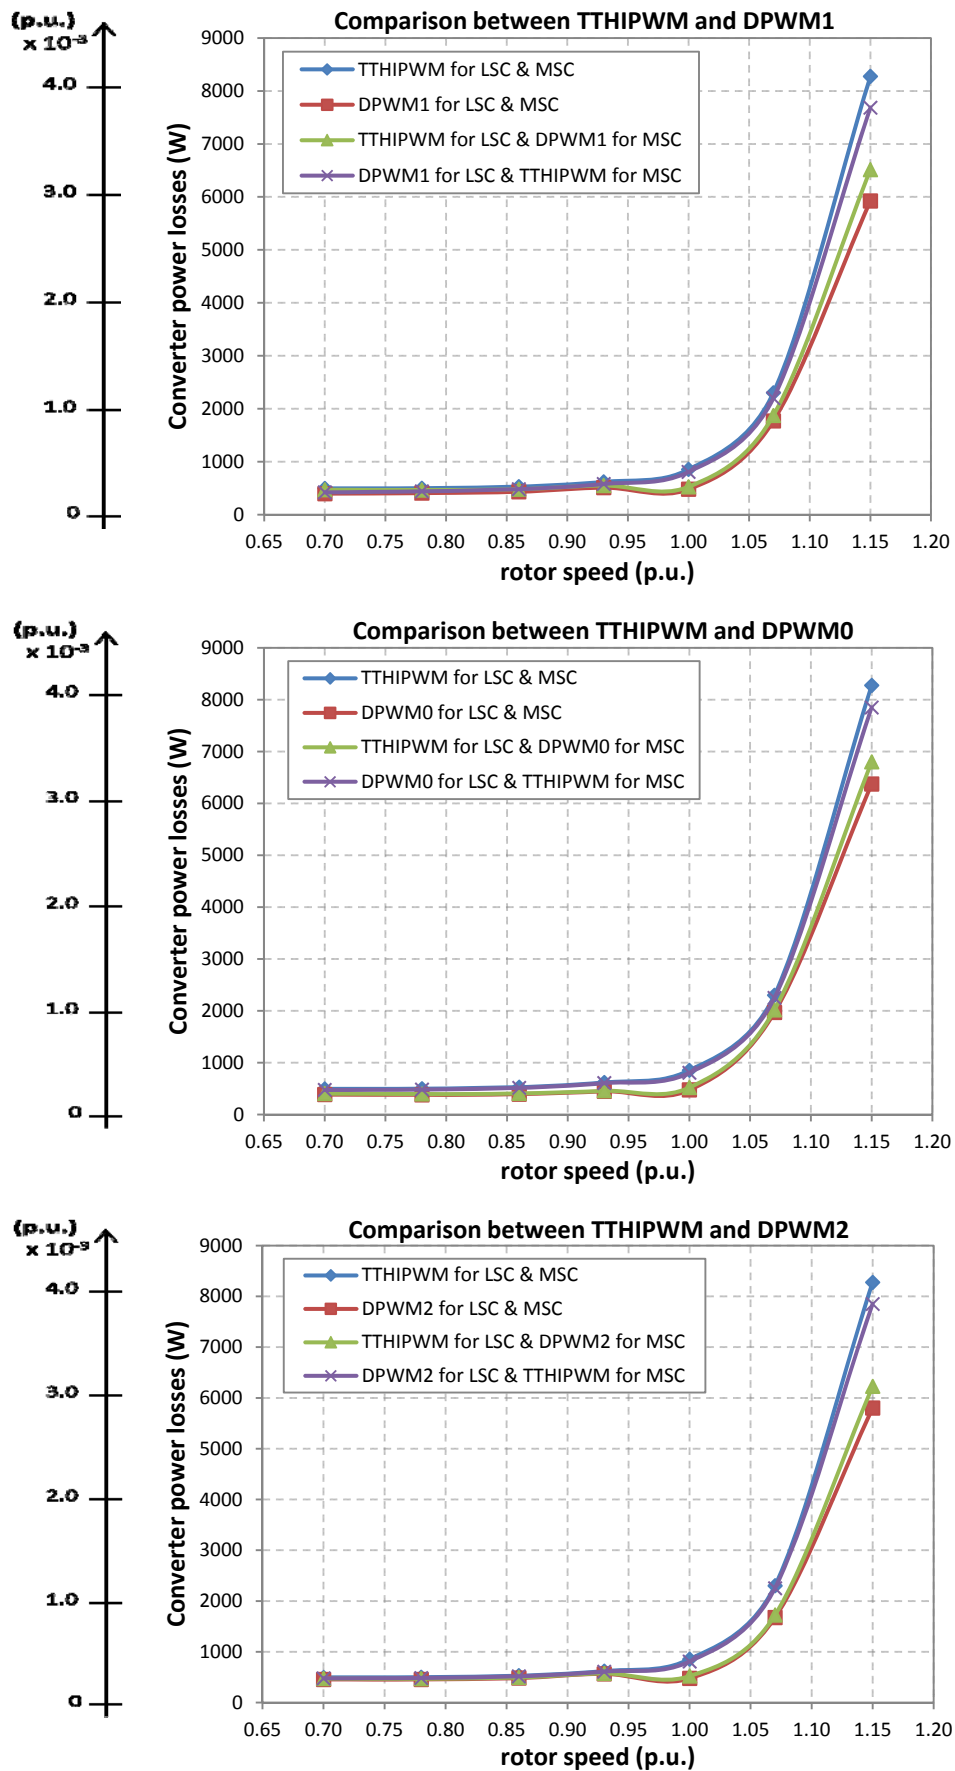 Comparison between TTHIPWM and DPWM1
(p.u.)
x 10⁻³
4.0
3.0
2.0
1.0
0
Converter power losses (W)
9000
8000
7000
6000
5000
4000
3000
2000
1000
0
TTHIPWM for LSC & MSC
DPWM1 for LSC & MSC
TTHIPWM for LSC & DPWM1 for MSC
DPWM1 for LSC & TTHIPWM for MSC
0.65 0.70 0.75 0.80 0.85 0.90 0.95 1.00 1.05 1.10 1.15 1.20
rotor speed (p.u.)
Comparison between TTHIPWM and DPWM0
(p.u.)
x 10⁻³
4.0
3.0
2.0
1.0
0
Converter power losses (W)
9000
8000
7000
6000
5000
4000
3000
2000
1000
0
TTHIPWM for LSC & MSC
DPWM0 for LSC & MSC
TTHIPWM for LSC & DPWM0 for MSC
DPWM0 for LSC & TTHIPWM for MSC
0.65 0.70 0.75 0.80 0.85 0.90 0.95 1.00 1.05 1.10 1.15 1.20
rotor speed (p.u.)
Comparison between TTHIPWM and DPWM2
(p.u.)
x 10⁻³
4.0
3.0
2.0
1.0
0
Converter power losses (W)
9000
8000
7000
6000
5000
4000
3000
2000
1000
0
TTHIPWM for LSC & MSC
DPWM2 for LSC & MSC
TTHIPWM for LSC & DPWM2 for MSC
DPWM2 for LSC & TTHIPWM for MSC
0.65 0.70 0.75 0.80 0.85 0.90 0.95 1.00 1.05 1.10 1.15 1.20
rotor speed (p.u.)